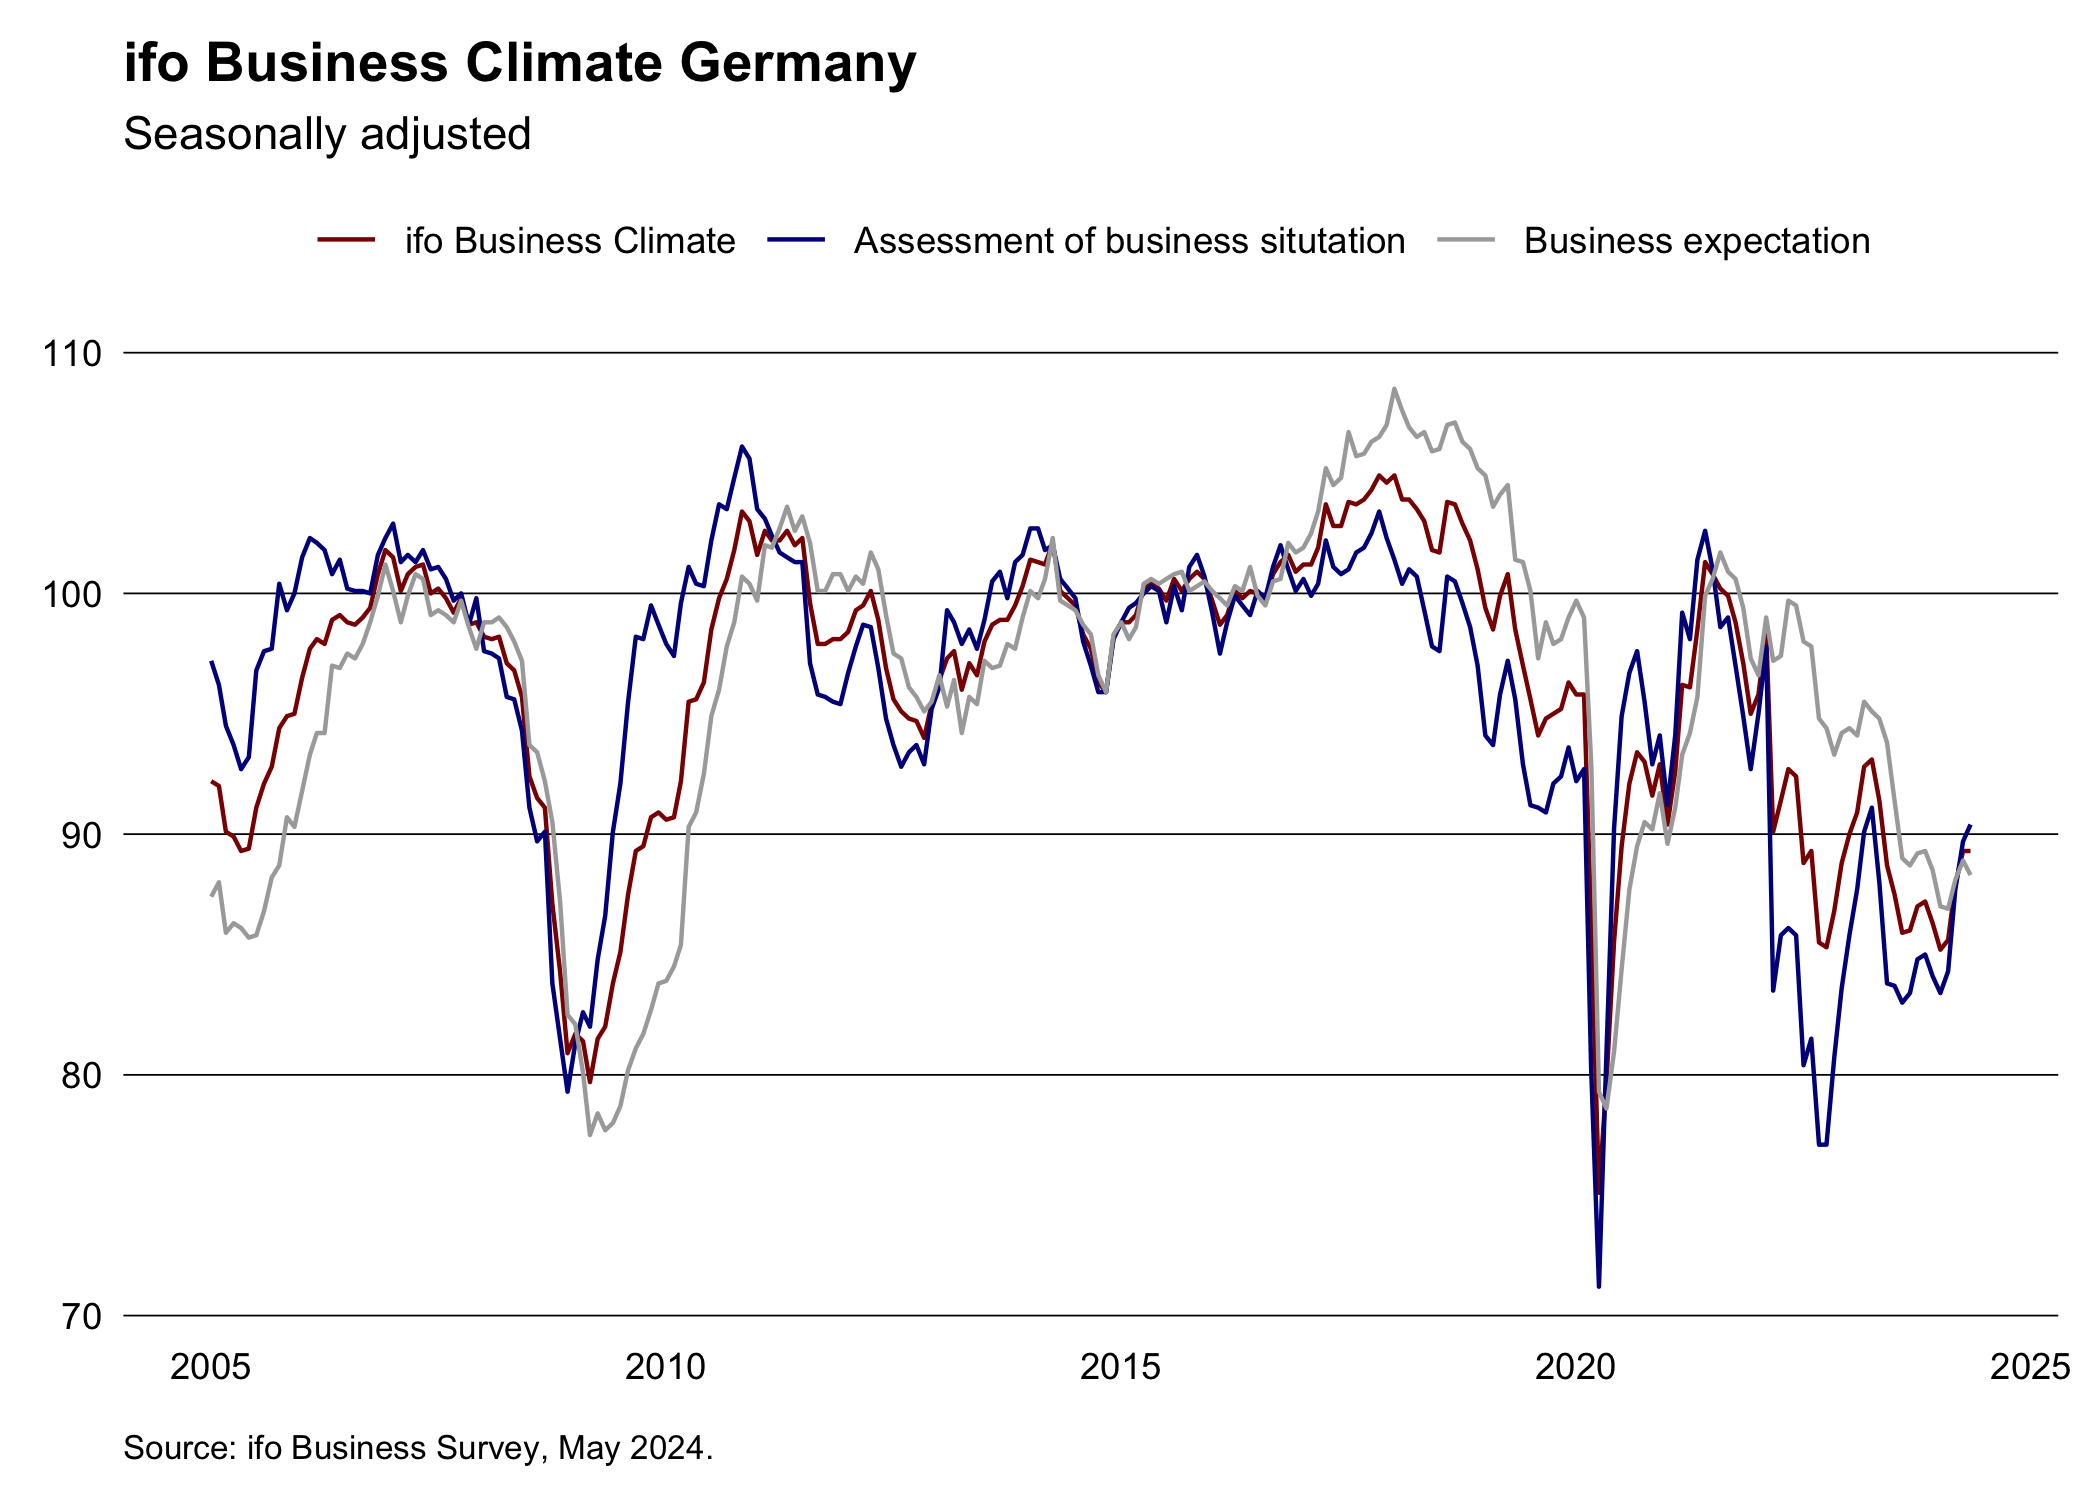 ifo Business Climate Germany
Seasonally adjusted
ifo Business Climate
Assessment of business situtation
Business expectation
110
100
90
80
70
2005
2010
2015
2020
2025
Source: ifo Business Survey, May 2024.